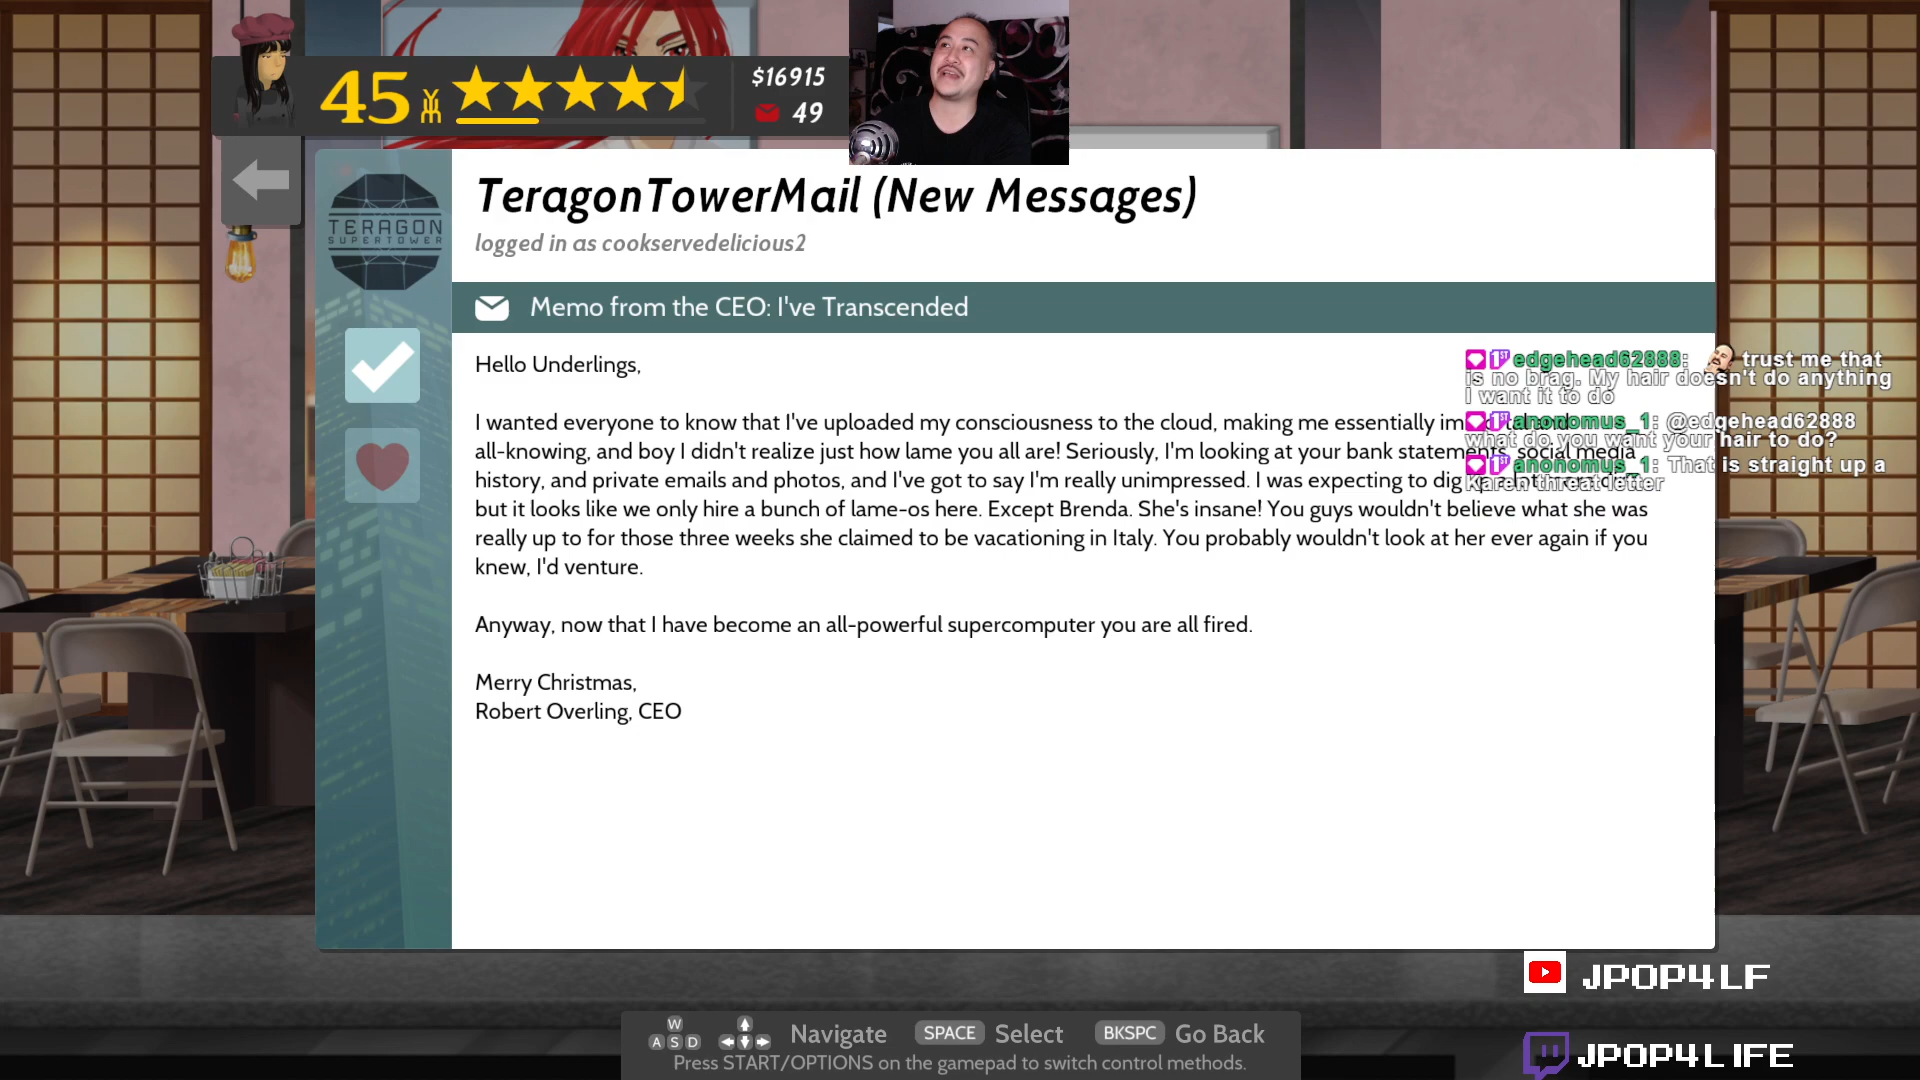 45
$16915
49
TeragonTowerMail (New Messages)
logged in as cookservedelicious2
TERAGON
SUPERTOWER
Memo from the CEO: I've Transcended
Hello Underlings,
I wanted everyone to know that I've uploaded my consciousness to the cloud, making me essentially
all-knowing, and boy I didn't realize just how lame you all are! Seriously, I'm looking at your bank statements, social media
history, and private emails and photos, and I've got to say I'm really unimpressed. I was expecting to dig
but it looks like we only hire a bunch of lame-os here. Except Brenda. She's insane! You guys wouldn't believe what she was
really up to for those three weeks she claimed to be vacationing in Italy. You probably wouldn't look at her ever again if you
knew, I'd venture.
Anyway, now that I have become an all-powerful supercomputer you are all fired.
Merry Christmas,
Robert Overling, CEO
1ST edgehead62888: trust me that
is no brag. My hair doesn't do anything
I want it to do
1ST anonomus_1: @edgehead62888
what do you want your hair to do?
1ST anonomus_1: That is straight up a
Karen threat letter
JPOP4LF
JPOP4LIFE
W
A S D
Navigate
SPACE Select
BKSPC Go Back
Press START/OPTIONS on the gamepad to switch control methods.